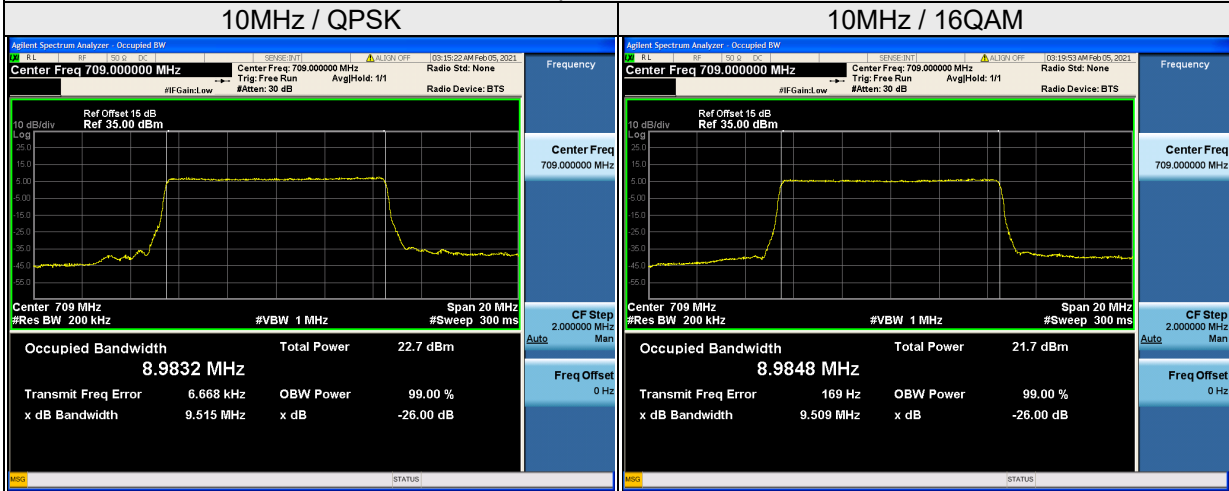 10MHz / QPSK
Agilent Spectrum Analyzer - Occupied BW
RL RF 50 Ω DC SENSE:INT ALIGN OFF 03:15:22 AM Feb 05, 2021
Center Freq 709.000000 MHz
Center Freq: 709.000000 MHz
Radio Std: None
Trig: Free Run Avg|Hold: 1/1
#IFGain:Low #Atten: 30 dB Radio Device: BTS
Ref Offset 15 dB
10 dB/div Ref 35.00 dBm
Log
25.0
15.0
5.00
-5.00
-15.0
-25.0
-35.0
-45.0
-55.0
Center 709 MHz Span 20 MHz
#Res BW 200 kHz #VBW 1 MHz #Sweep 300 ms
Occupied Bandwidth Total Power 22.7 dBm
8.9832 MHz
Transmit Freq Error 6.668 kHz OBW Power 99.00 %
x dB Bandwidth 9.515 MHz x dB -26.00 dB
MSG STATUS
Frequency
Center Freq
709.000000 MHz
CF Step
2.000000 MHz
Auto Man
Freq Offset
0 Hz
10MHz / 16QAM
Agilent Spectrum Analyzer - Occupied BW
RL RF 50 Ω DC SENSE:INT ALIGN OFF 03:19:53 AM Feb 05, 2021
Center Freq 709.000000 MHz
Center Freq: 709.000000 MHz
Radio Std: None
Trig: Free Run Avg|Hold: 1/1
#IFGain:Low #Atten: 30 dB Radio Device: BTS
Ref Offset 15 dB
10 dB/div Ref 35.00 dBm
Log
25.0
15.0
5.00
-5.00
-15.0
-25.0
-35.0
-45.0
-55.0
Center 709 MHz Span 20 MHz
#Res BW 200 kHz #VBW 1 MHz #Sweep 300 ms
Occupied Bandwidth Total Power 21.7 dBm
8.9848 MHz
Transmit Freq Error 169 Hz OBW Power 99.00 %
x dB Bandwidth 9.509 MHz x dB -26.00 dB
MSG STATUS
Frequency
Center Freq
709.000000 MHz
CF Step
2.000000 MHz
Auto Man
Freq Offset
0 Hz